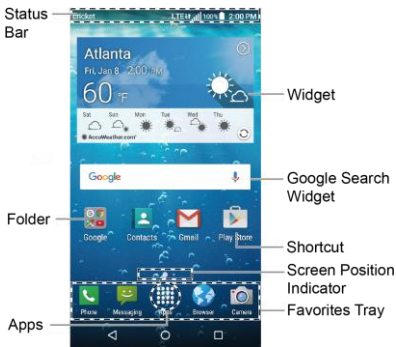 Status
Bar
cricket LTE 100% 2:00 PM
Atlanta
Fri, Jan 8 2:00 PM
60 °F
Sat Sun Mon Tue Wed Thu
AccuWeather.com
Widget
Google
Google Search
Widget
Folder
Google Contacts Gmail Play Store
Shortcut
Screen Position
Indicator
Phone Messaging Apps Browser Camera
Favorites Tray
Apps